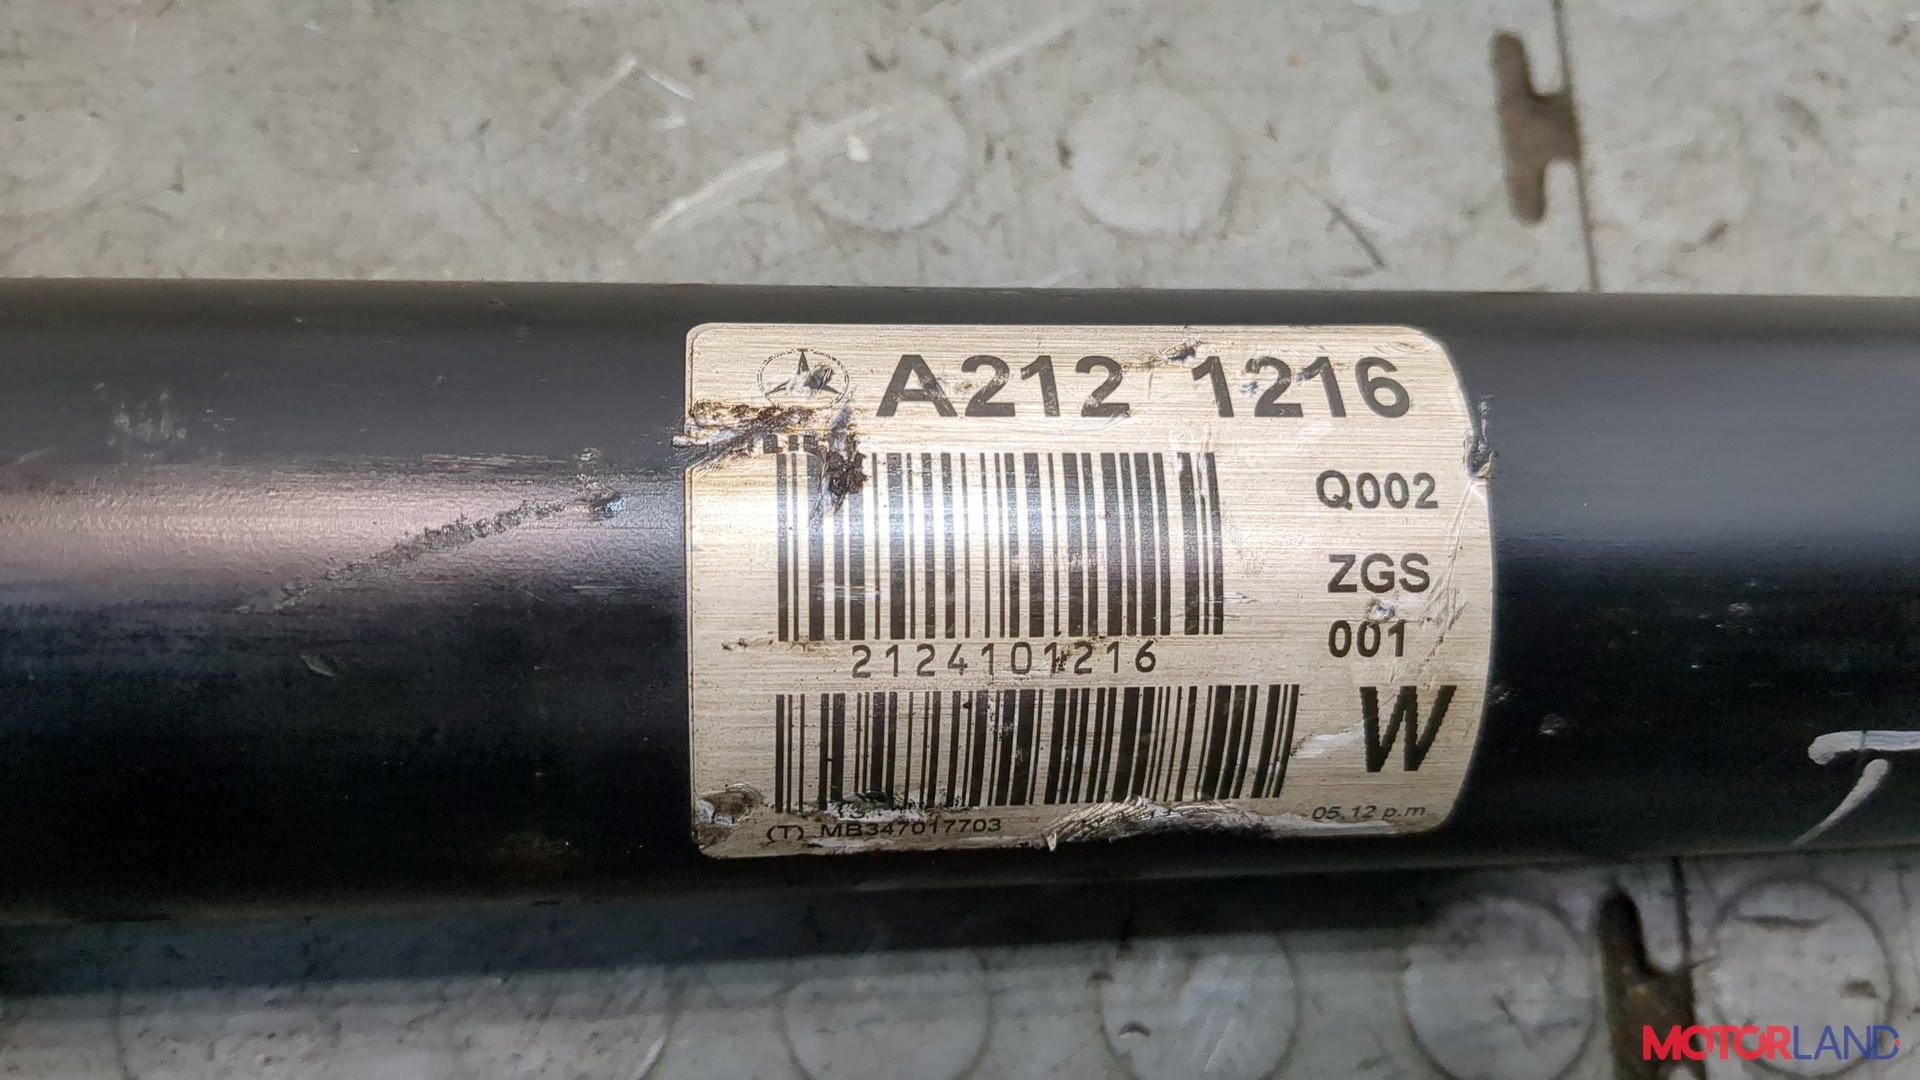 A212 1216
Q002
ZGS
001
2124101216
W
(T) MB347017703
05.12 p.m
MOTORLAND